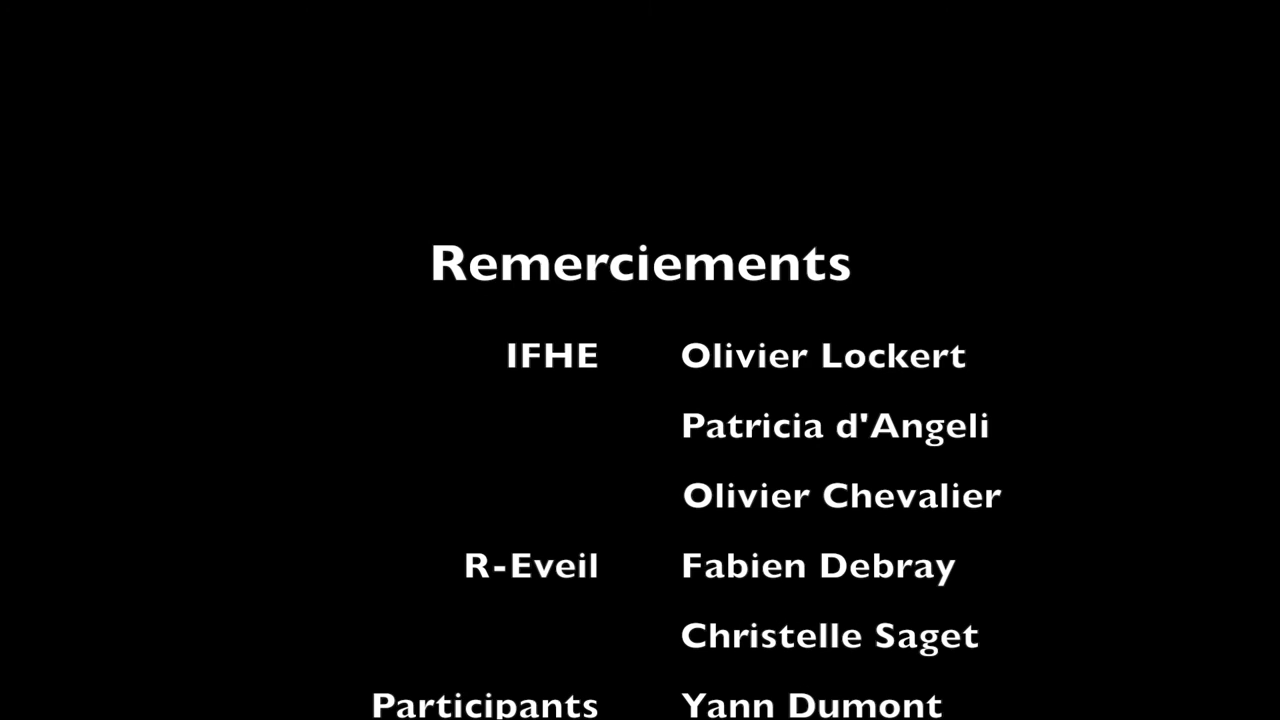 Remerciements
IFHE Olivier Lockert
Patricia d'Angeli
Olivier Chevalier
R-Eveil Fabien Debray
Christelle Saget
Participants Yann Dumont